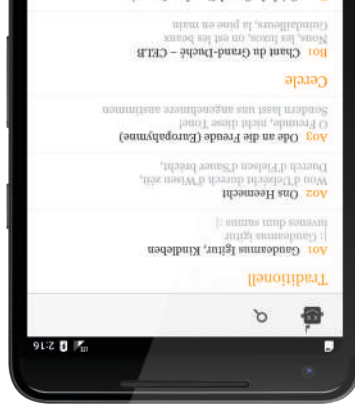 2:16
Traditionell
A01 Gaudeamus Igitur, Kindleben
|: Gaudeamus igitur
iuvenes dum sumus :|
A02 Ons Heemecht
Wou d'Uelzecht durech d'Wisen zéit,
Duerch d'Fielsen d'Sauer brécht,
A03 Ode an die Freude (Europahymne)
O Freunde, nicht diese Töne!
Sondern lasst uns angenehmere anstimmen
Cercle
B01 Chant du Grand-Duché – CELB
Nous, les luxos, on est les beaux
Guindailleurs, la pine en main